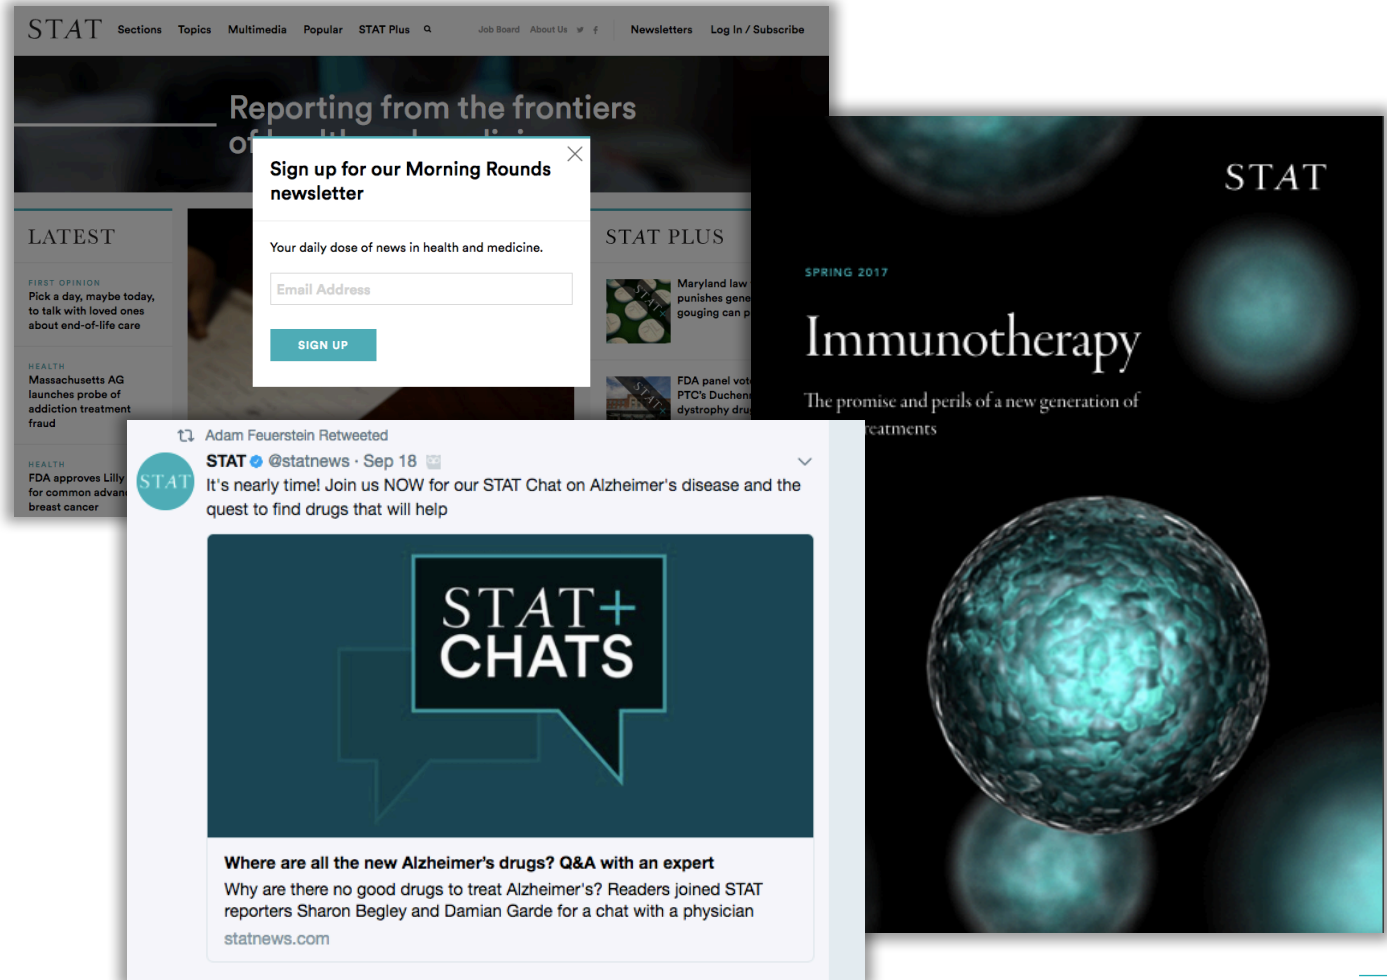 STAT
Sections Topics Multimedia Popular STAT Plus
Job Board About Us
Newsletters Log In / Subscribe
Reporting from the frontiers
of
Sign up for our Morning Rounds
newsletter
Your daily dose of news in health and medicine.
Email Address
SIGN UP
LATEST
FIRST OPINION
Pick a day, maybe today,
to talk with loved ones
about end-of-life care
HEALTH
Massachusetts AG
launches probe of
addiction treatment
fraud
HEALTH
FDA approves Lilly
for common advan
breast cancer
STAT PLUS
STAT+
Maryland law
punishes gene
gouging can p
STAT+
FDA panel vot
PTC's Duchen
dystrophy dru
STAT
SPRING 2017
Immunotherapy
The promise and perils of a new generation of
reatments
Adam Feuerstein Retweeted
STAT
STAT @statnews · Sep 18
It's nearly time! Join us NOW for our STAT Chat on Alzheimer's disease and the
quest to find drugs that will help
STAT+
CHATS
Where are all the new Alzheimer's drugs? Q&A with an expert
Why are there no good drugs to treat Alzheimer's? Readers joined STAT
reporters Sharon Begley and Damian Garde for a chat with a physician
statnews.com